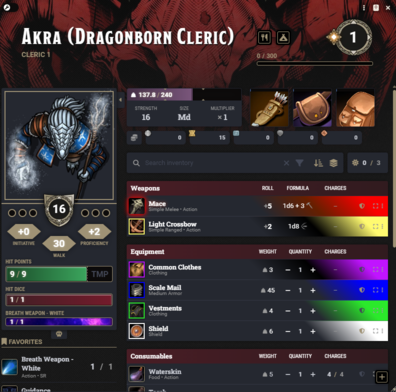 Akra (Dragonborn Cleric)
CLERIC 1
1
0 / 300
137.8 / 240
STRENGTH SIZE MULTIPLIER
16 Md × 1
0 15 0 0 0
Search inventory
0 / 3
Weapons ROLL FORMULA CHARGES
Mace +5 1d6 + 3
Simple Melee • Action
Light Crossbow +2 1d8
Simple Ranged • Action
Equipment WEIGHT QUANTITY CHARGES
Common Clothes 3 − 1 +
Clothing
Scale Mail 45 − 1 +
Medium Armor
Vestments 4 − 1 +
Clothing
Shield 6 − 1 +
Shield
Consumables WEIGHT QUANTITY CHARGES
Waterskin 5 − 1 + 4 / 4
Food • Action
16
+0
INITIATIVE
30
WALK
+2
PROFICIENCY
HIT POINTS
9 / 9 TMP
HIT DICE
1 / 1
BREATH WEAPON - WHITE
1 / 1
FAVORITES
Breath Weapon - White 1 / 1
Action • SR
Guidance